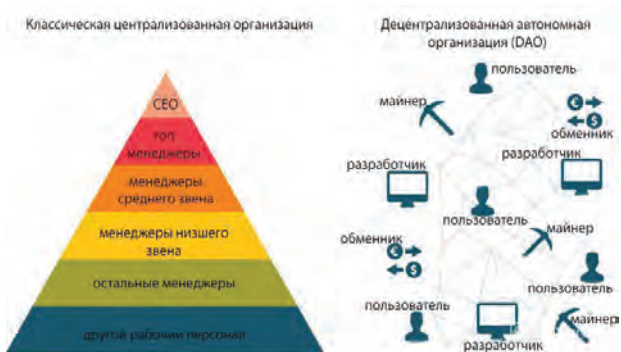 Классическая централизованная организация
CEO
топ
менеджеры
менеджеры
среднего звена
менеджеры низшего
звена
остальные менеджеры
другой рабочий персонал
Децентрализованная автономная
организация (DAO)
пользователь
майнер
€
$
обменник
разработчик
разработчик
пользователь
майнер
обменник
€
$
пользователь
пользователь
майнер
разработчик